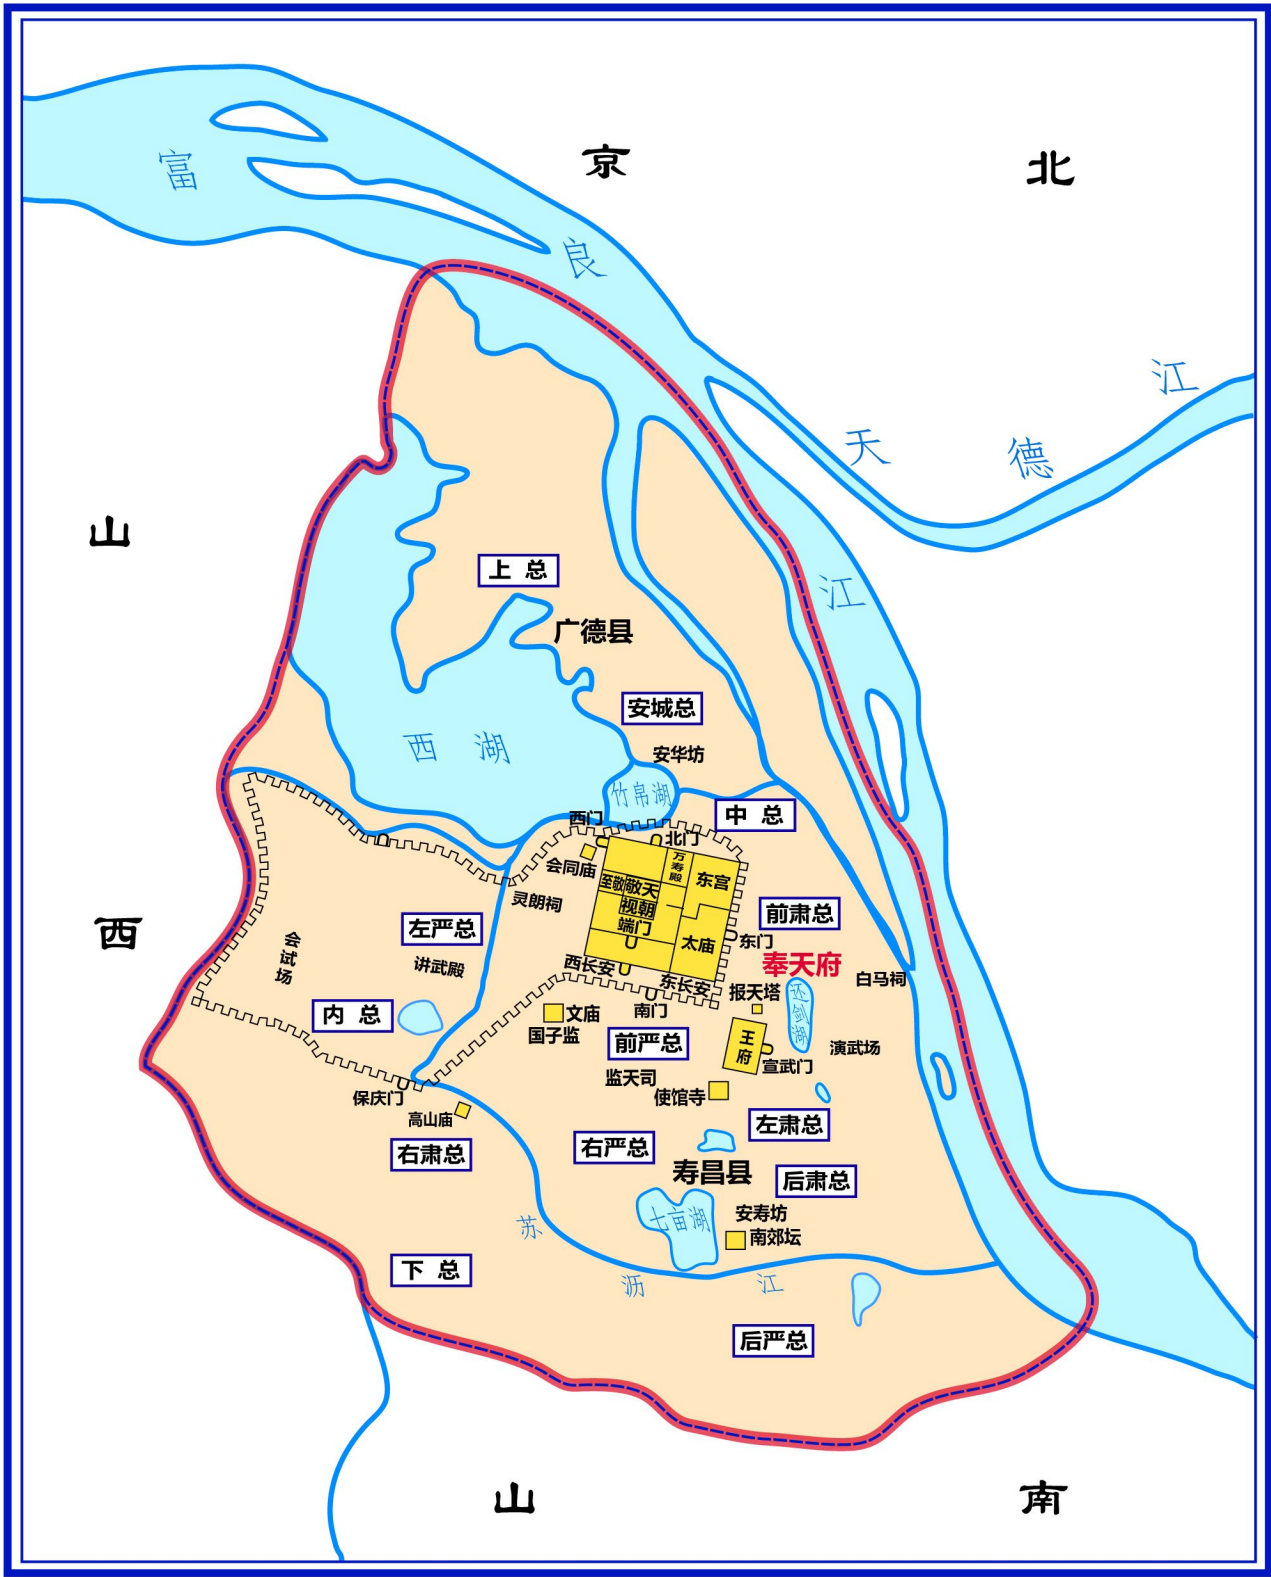 京北
富良江
天德江
山西
上总
广德县
安城总
安华坊
西湖
竹帛湖
中总
西门
北门
会同庙
万寿殿
东宫
至敬
敬天
视朝
端门
太庙
灵朗祠
左严总
前肃总
东门
奉天府
会试场
讲武殿
西长安
东长安
白马祠
报天塔
内总
文庙
国子监
南门
前严总
王府
宣武门
演武场
监天司
使馆寺
保庆门
高山庙
左肃总
右肃总
右严总
寿昌县
后肃总
七亩湖
安寿坊
南郊坛
苏沥江
下总
后严总
山南